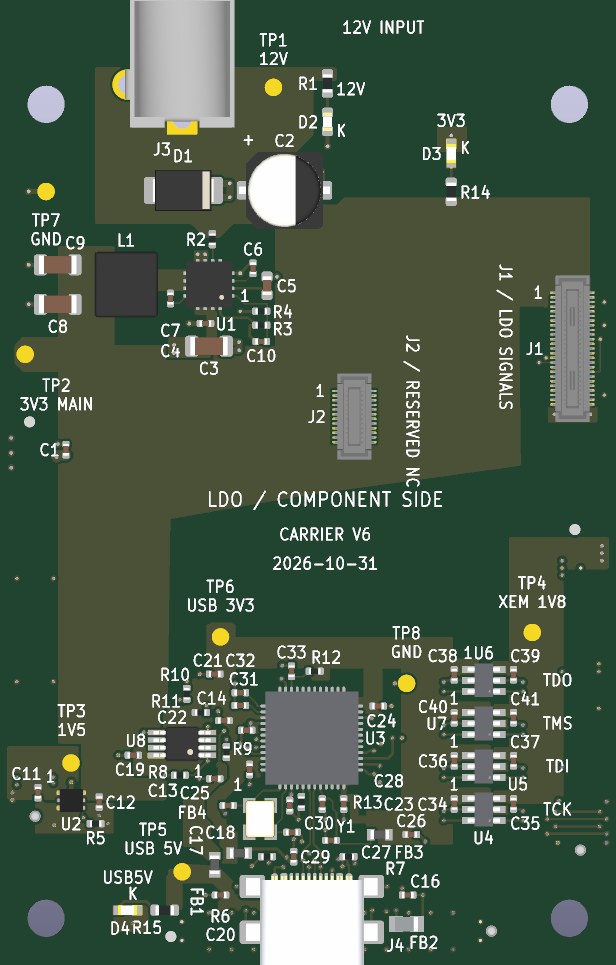 12V INPUT
TP1
12V
R1
12V
D2
K
3V3
D3
K
R14
J3
D1
+
C2
TP7
GND
C9
L1
R2
C6
C5
1
R4
R3
C8
C7
U1
C4
C3
C10
J1 / LDO SIGNALS
1
J1
TP2
3V3 MAIN
1
J2
J2 / RESERVED NC
C1
LDO / COMPONENT SIDE
CARRIER V6
2026-10-31
TP6
USB 3V3
TP4
XEM 1V8
TP8
GND
C21
C32
C33
R12
C31
R10
R11
C14
C22
C24
U3
C38
1
U6
C39
TDO
C40
1
C41
U7
TMS
C37
TP3
1V5
U8
C19
R8
1
R9
C13
C25
1
C36
1
TDI
U5
C28
C11
1
C12
U2
R5
FB4
C17
C18
C30
Y1
R13
C23
C26
C34
1
TCK
C35
U4
TP5
USB 5V
C29
C27
FB3
R7
C16
USB5V
K
D4
R15
FB1
R6
C20
J4
FB2